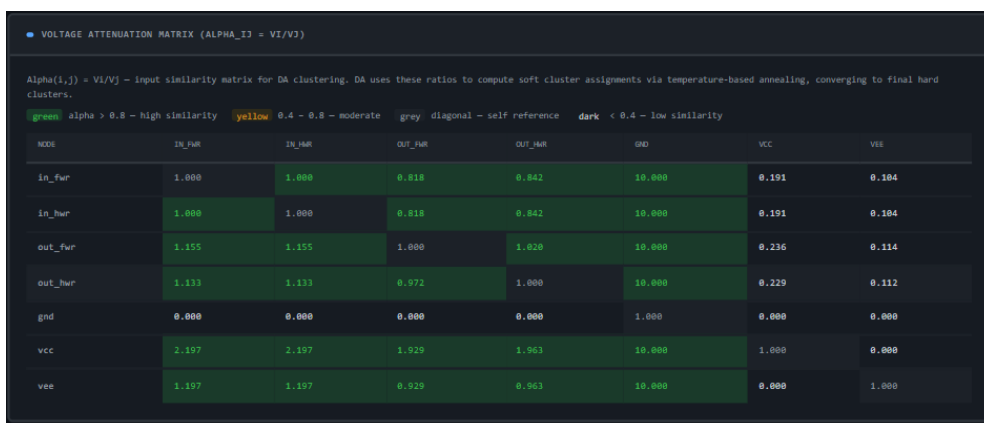 VOLTAGE ATTENUATION MATRIX (ALPHA_IJ = VI/VJ)
Alpha(i,j) = Vi/Vj — input similarity matrix for DA clustering. DA uses these ratios to compute soft cluster assignments via temperature-based annealing, converging to final hard
clusters.
green alpha > 0.8 — high similarity yellow 0.4 – 0.8 — moderate grey diagonal — self reference dark < 0.4 — low similarity
NODE IN_FWR IN_HWR OUT_FWR OUT_HWR GND VCC VEE
in_fwr 1.000 1.000 0.818 0.842 10.000 0.191 0.104
in_hwr 1.000 1.000 0.818 0.842 10.000 0.191 0.104
out_fwr 1.155 1.155 1.000 1.020 10.000 0.236 0.114
out_hwr 1.133 1.133 0.972 1.000 10.000 0.229 0.112
gnd 0.000 0.000 0.000 0.000 1.000 0.000 0.000
vcc 2.197 2.197 1.929 1.963 10.000 1.000 0.000
vee 1.197 1.197 0.929 0.963 10.000 0.000 1.000